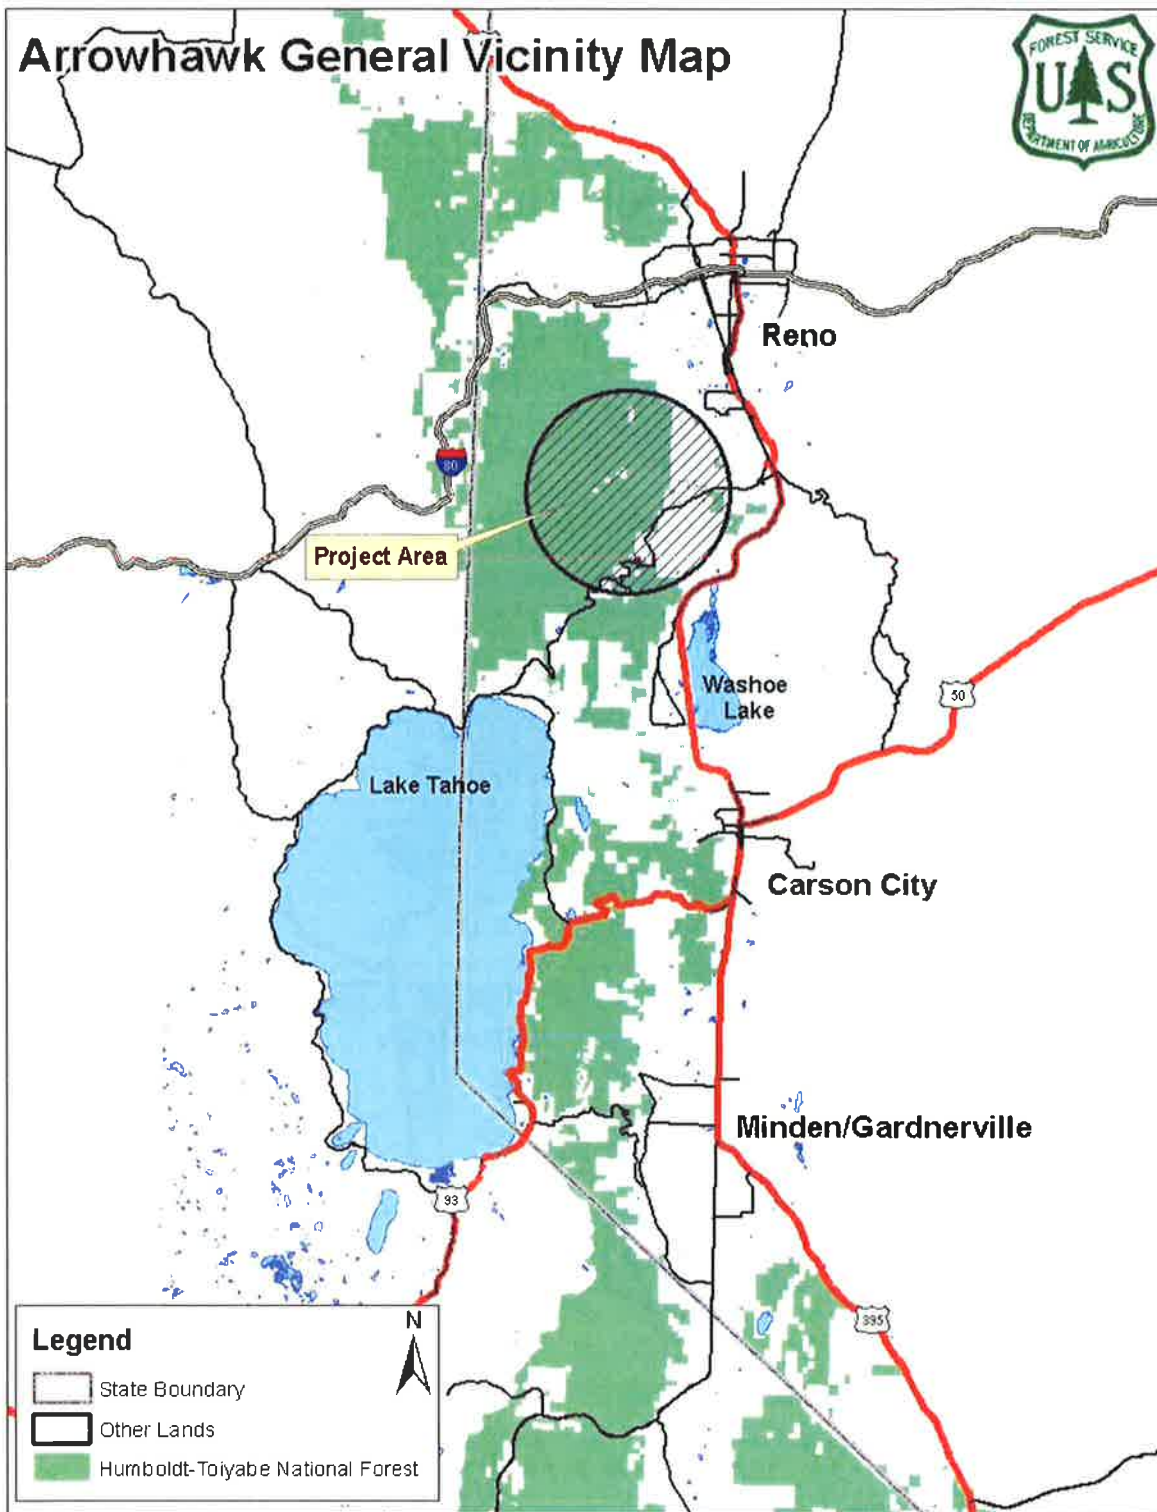 Arrowhawk General Vicinity Map
FOREST SERVICE
U S
DEPARTMENT OF AGRICULTURE
Reno
80
Project Area
Washoe
Lake
50
Lake Tahoe
Carson City
Minden/Gardnerville
93
395
Legend
N
State Boundary
Other Lands
Humboldt-Toiyabe National Forest